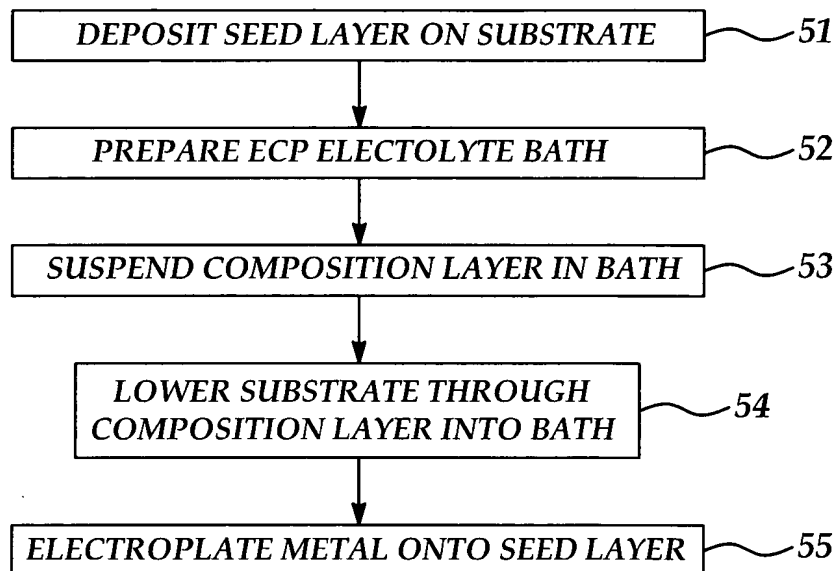 DEPOSIT SEED LAYER ON SUBSTRATE 51
PREPARE ECP ELECTOLYTE BATH 52
SUSPEND COMPOSITION LAYER IN BATH 53
LOWER SUBSTRATE THROUGH
COMPOSITION LAYER INTO BATH 54
ELECTROPLATE METAL ONTO SEED LAYER 55